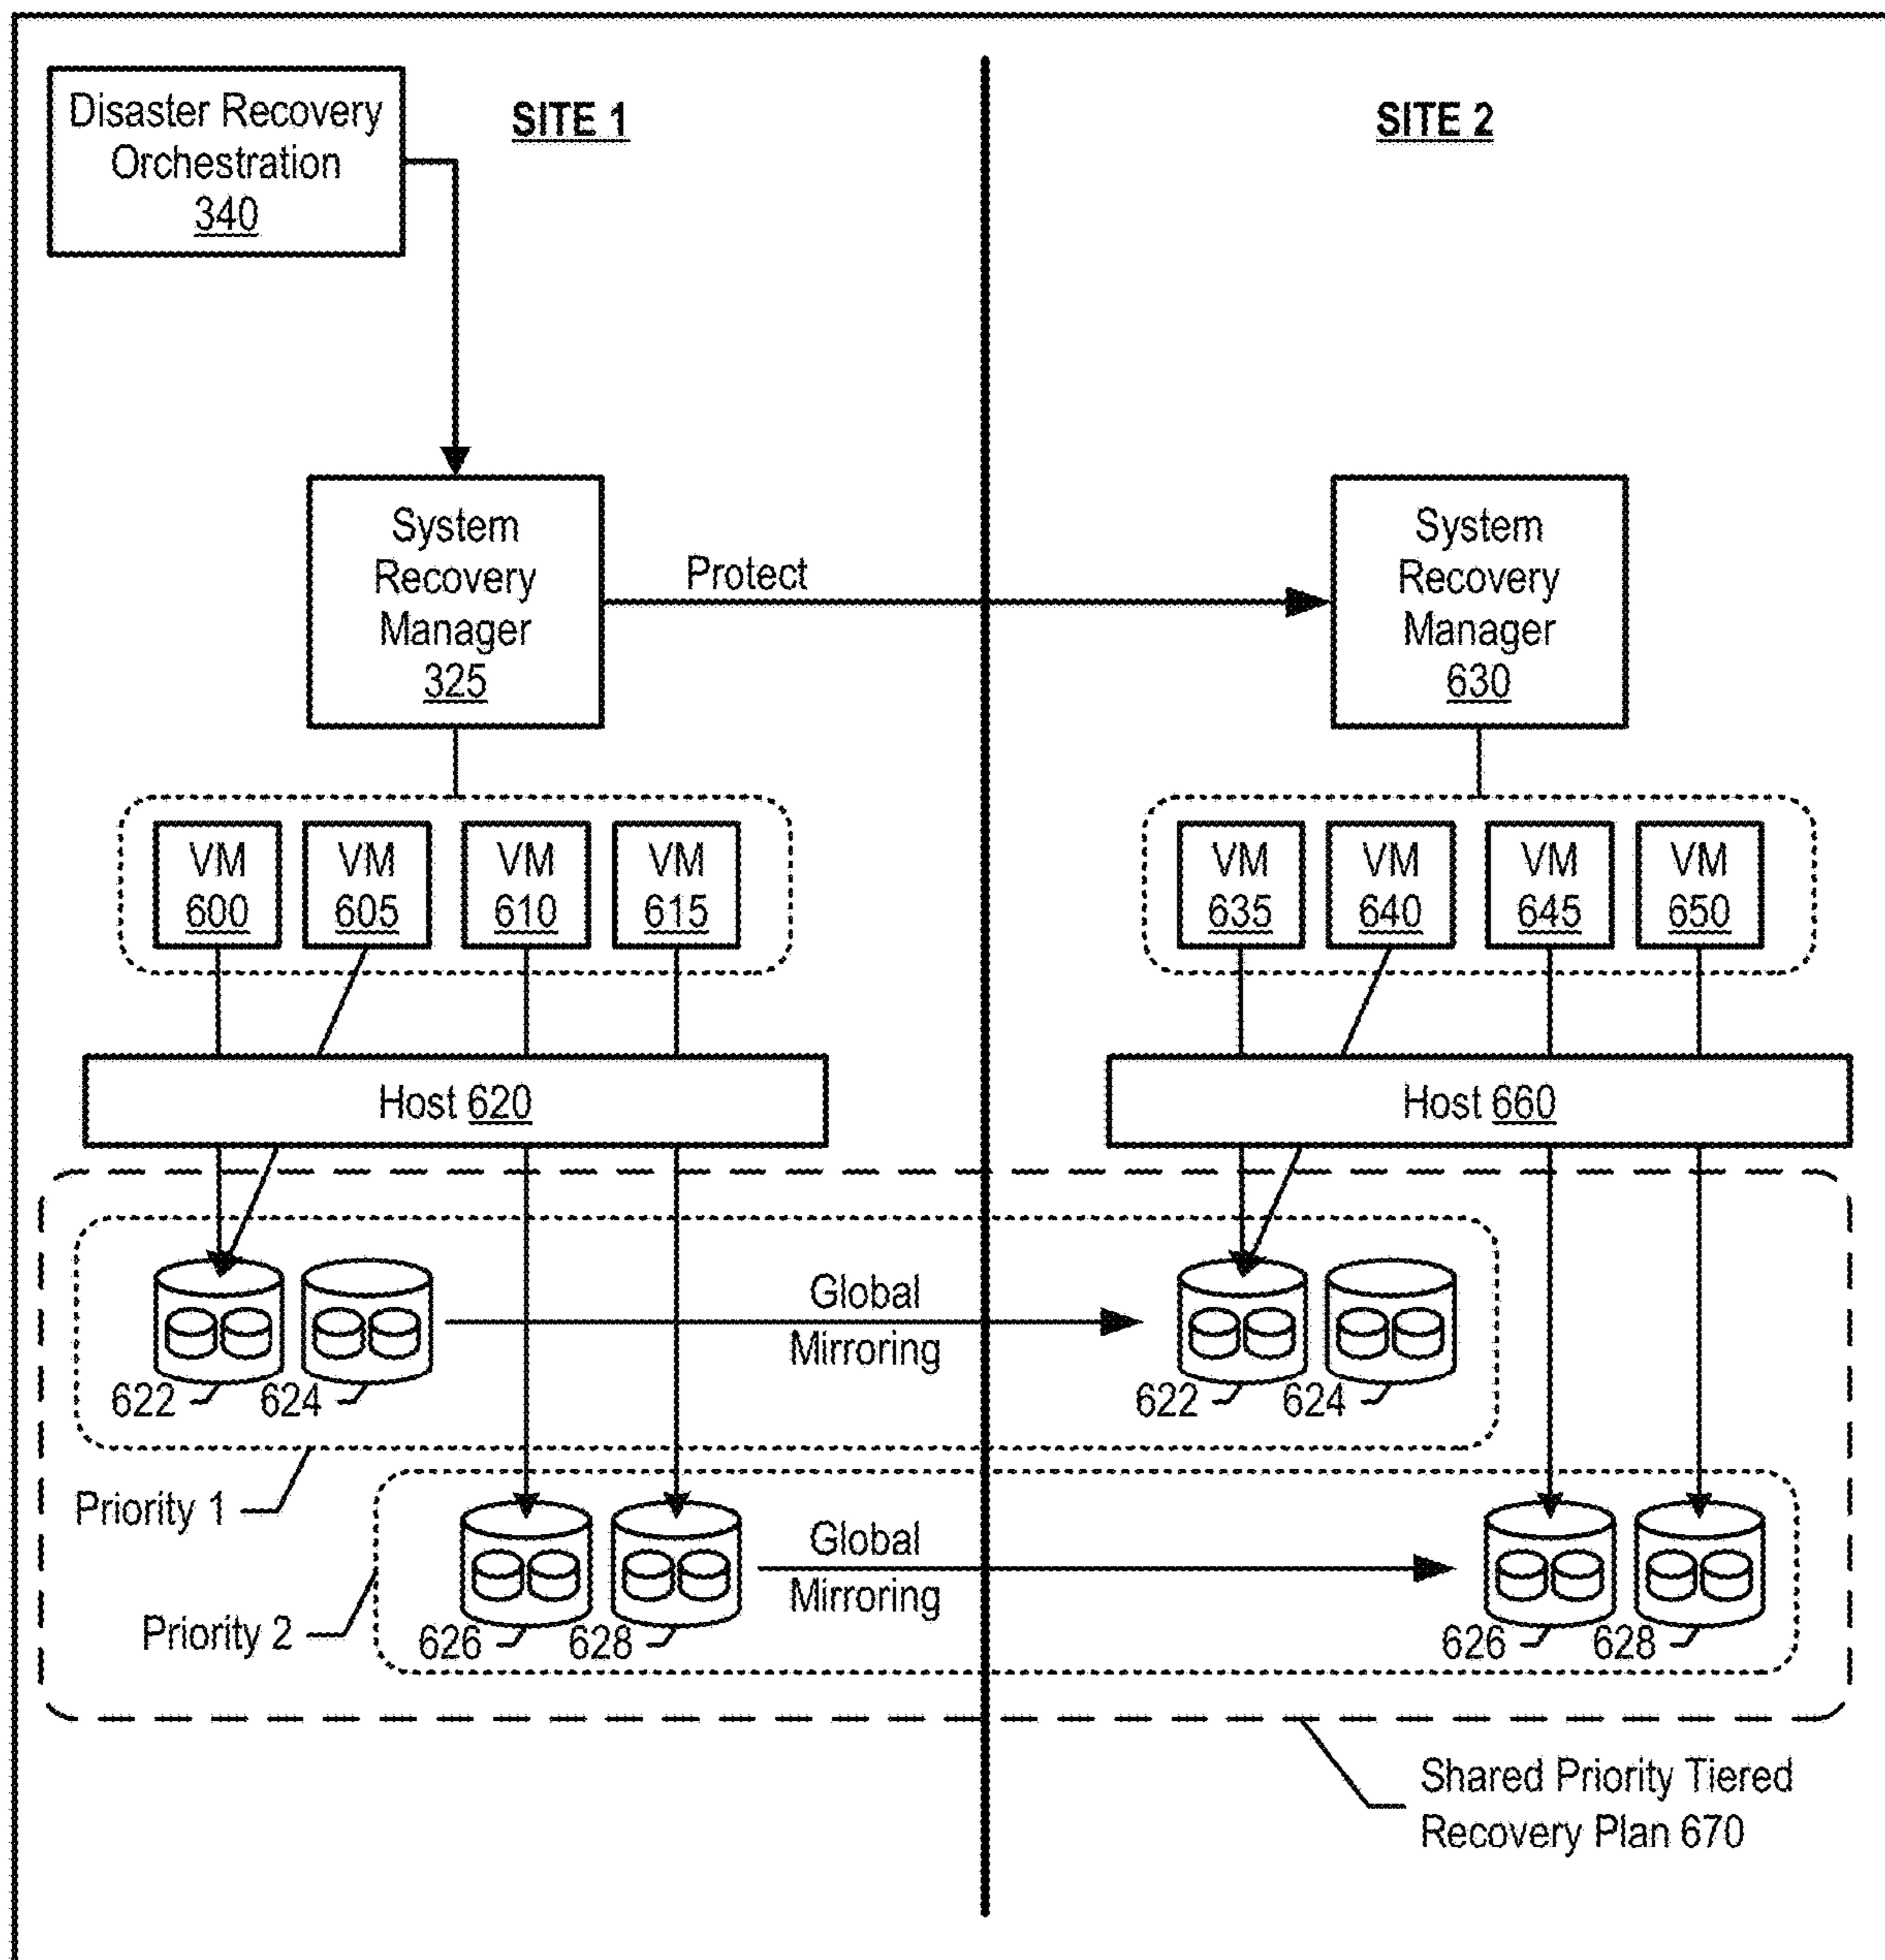 Disaster Recovery
Orchestration
340
SITE 1
SITE 2
System
Recovery
Manager
325
Protect
System
Recovery
Manager
630
VM
600
VM
605
VM
610
VM
615
VM
635
VM
640
VM
645
VM
650
Host 620
Host 660
Global
Mirroring
622
624
622
624
Priority 1
Global
Mirroring
Priority 2
626
628
626
628
Shared Priority Tiered
Recovery Plan 670